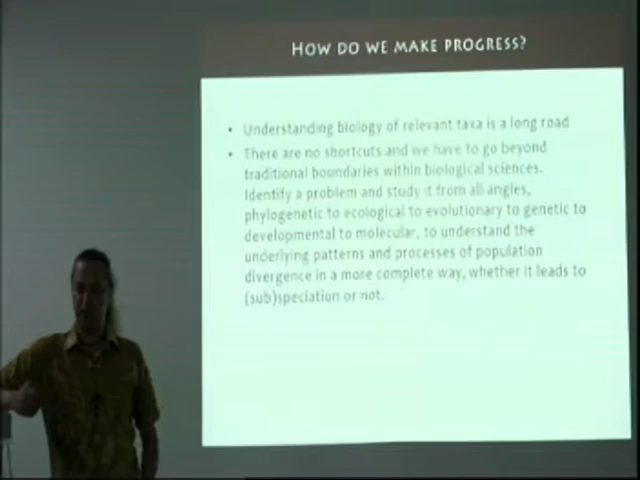 HOW DO WE MAKE PROGRESS?
• Understanding biology of relevant taxa is a long road
• There are no shortcuts and we have to go beyond
traditional boundaries within biological sciences.
Identify a problem and study it from all angles,
phylogenetic to ecological to evolutionary to genetic to
developmental to molecular, to understand the
underlying patterns and processes of population
divergence in a more complete way, whether it leads to
(sub)speciation or not.